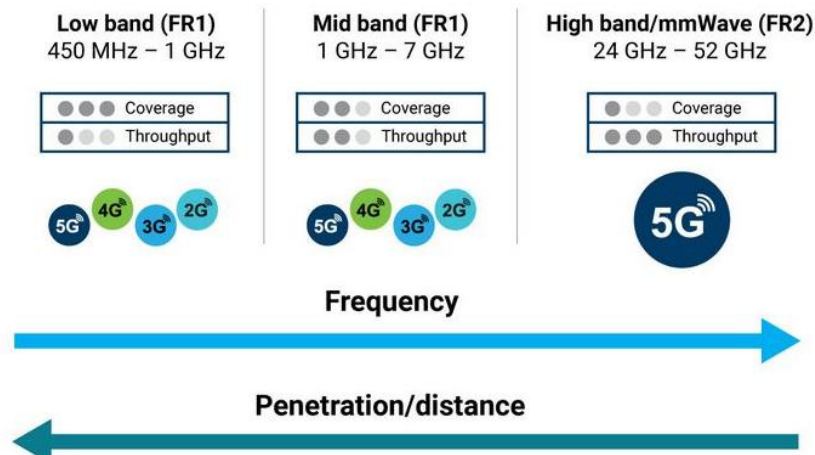 Low band (FR1)
450 MHz – 1 GHz
Coverage
Throughput
5G
4G
3G
2G
Mid band (FR1)
1 GHz – 7 GHz
Coverage
Throughput
5G
4G
3G
2G
High band/mmWave (FR2)
24 GHz – 52 GHz
Coverage
Throughput
5G
Frequency
Penetration/distance